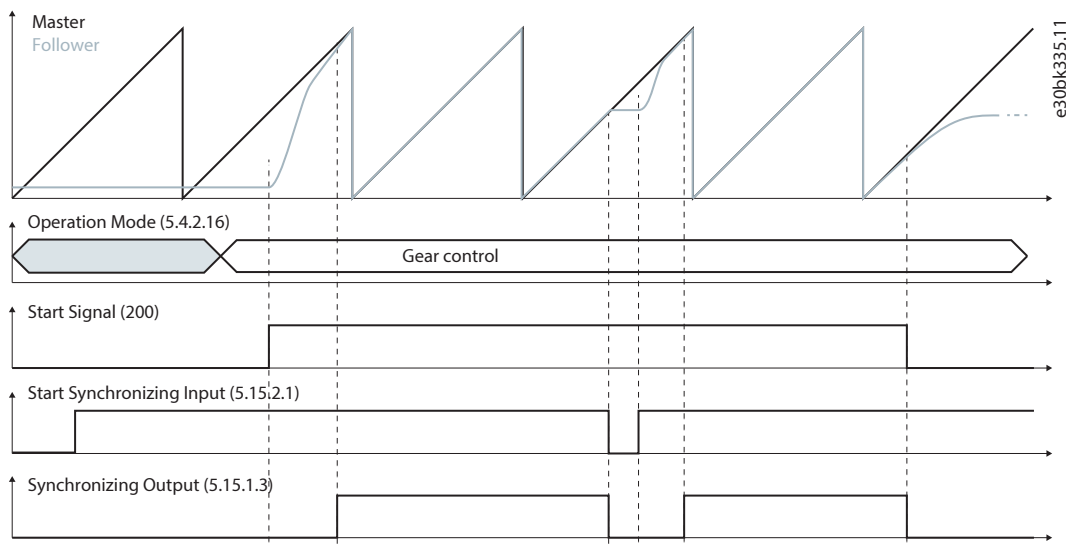 Master
Follower
e30bk335.11
Operation Mode (5.4.2.16)
Gear control
Start Signal (200)
Start Synchronizing Input (5.15.2.1)
Synchronizing Output (5.15.1.3)